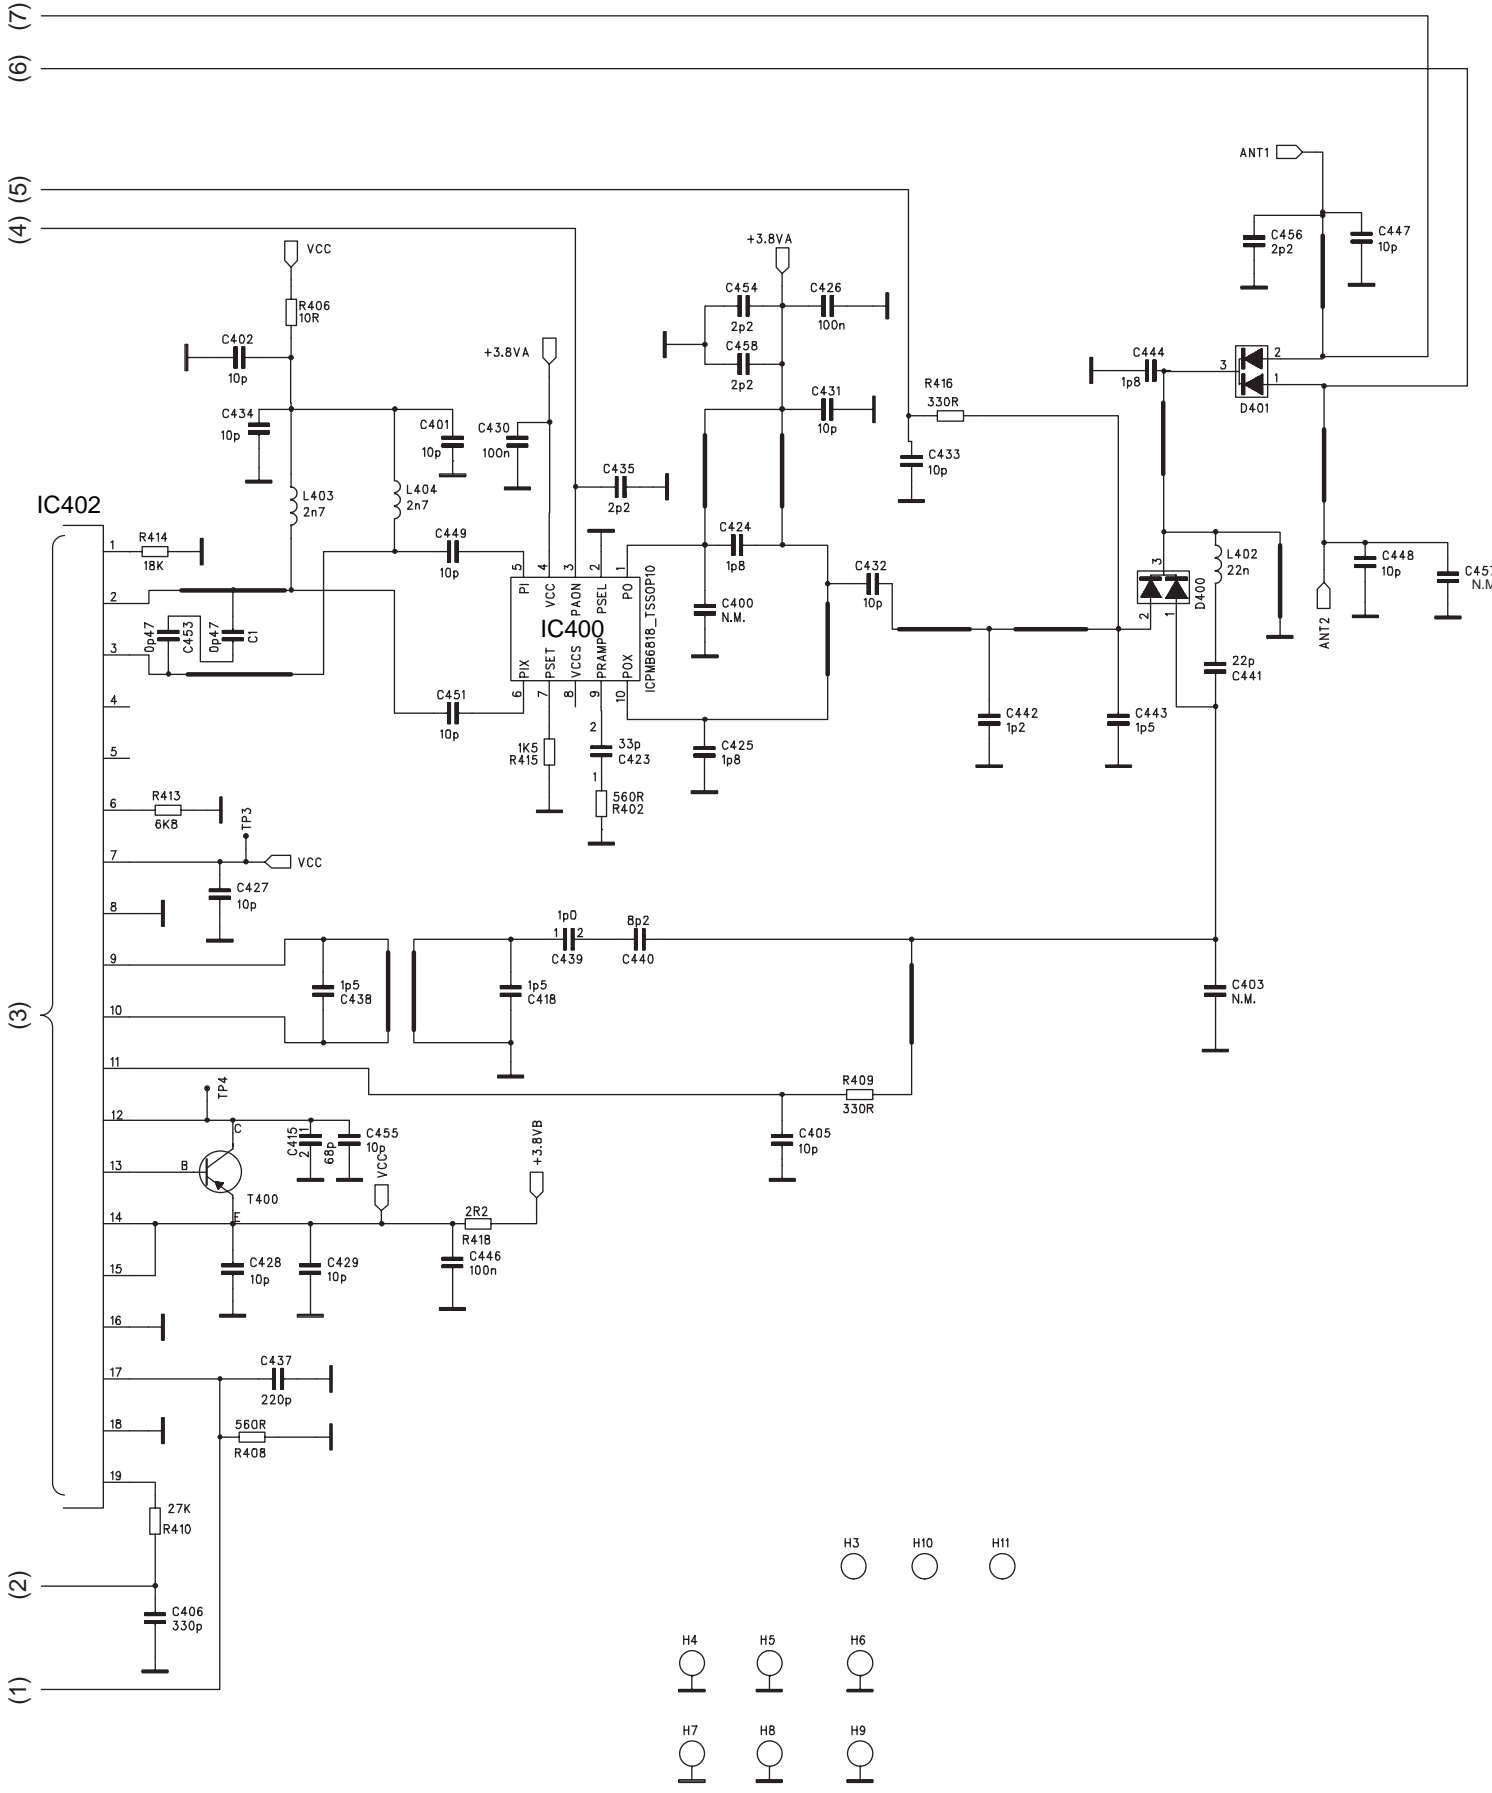 (7)
(6)
ANT1
(5)
(4)
C456
2p2
C447
10p
VCC
+3.8VA
C454
2p2
C426
100n
R406
10R
C402
10p
+3.8VA
C458
2p2
C444
1p8
3
2
1
D401
C431
10p
R416
330R
C434
10p
C401
10p
C430
100n
C433
10p
C435
2p2
L403
2n7
L404
2n7
IC402
1
R414
18K
C449
10p
C424
1p8
L402
22n
C448
10p
C457
5
4
3
2
1
PI
VCC
PAON
PSEL
PO
IC400
ICPMB6818_TSSOP10
PIX
PSET
VCCS
PRAMP
POX
6
7
8
9
10
C432
10p
3
D400
2
1
C400
N.M.
ANT2
2
0p47
C453
0p47
C1
3
22p
C441
4
C451
10p
C442
1p2
C443
1p5
5
1K5
R415
2
33p
C423
1
C425
1p8
560R
R402
6
R413
6K8
TP3
7
VCC
C427
10p
8
1p0
1
2
C439
8p2
C440
9
1p5
C438
1p5
C418
C403
N.M.
(3)
10
11
R409
330R
TP4
12
C
C415
1
2
68p
C455
10p
VCC
+3.8VB
C405
10p
13
B
T400
14
E
2R2
R418
C428
10p
C429
10p
C446
100n
15
16
17
C437
220p
18
560R
R408
19
27K
R410
H3
H10
H11
(2)
C406
330p
H4
H5
H6
(1)
H7
H8
H9